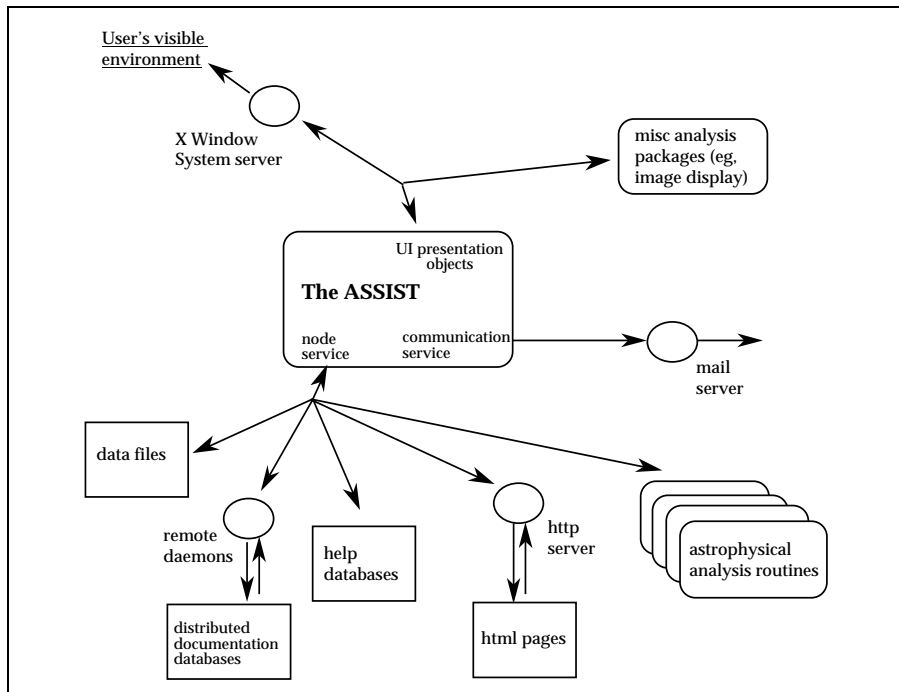 User's visible
environment
X Window
System server
misc analysis
packages (eg,
image display)
UI presentation
objects
The ASSIST
node
service
communication
service
mail
server
data files
remote
daemons
help
databases
http
server
astrophysical
analysis routines
distributed
documentation
databases
html pages